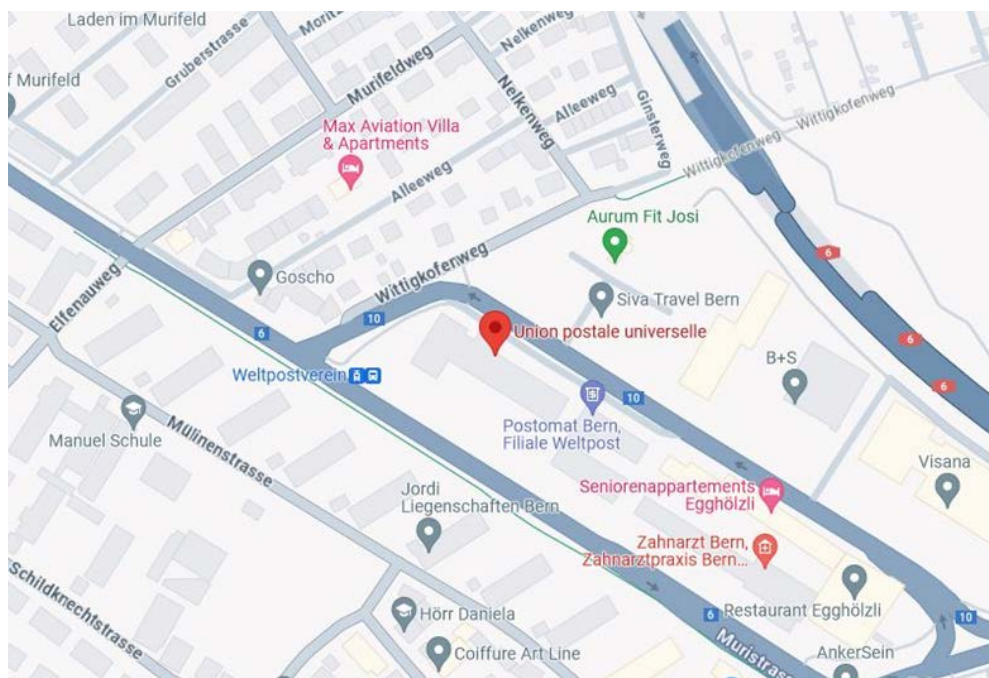 Laden im Murifeld
Moritz
Nelkenweg
Gruberstrasse
f Murifeld
Murifeldweg
Nelkenweg
Alleeweg
Ginsterweg
Wittigkofenweg
Wittigkofenweg
Max Aviation Villa
& Apartments
Alleeweg
Aurum Fit Josi
6
Elfenauweg
Goscho
Wittigkofenweg
Siva Travel Bern
10
6
Union postale universelle
6
B+S
Weltpostverein
6
10
Manuel Schule
Mülinenstrasse
Postomat Bern,
Filiale Weltpost
Visana
Jordi
Liegenschaften Bern
Seniorenappartements
Egghölzli
Zahnarzt Bern,
Zahnarztpraxis Bern...
Schildknechtstrasse
Hörr Daniela
6
Restaurant Egghölzli
10
Muristrasse
Coiffure Art Line
AnkerSein